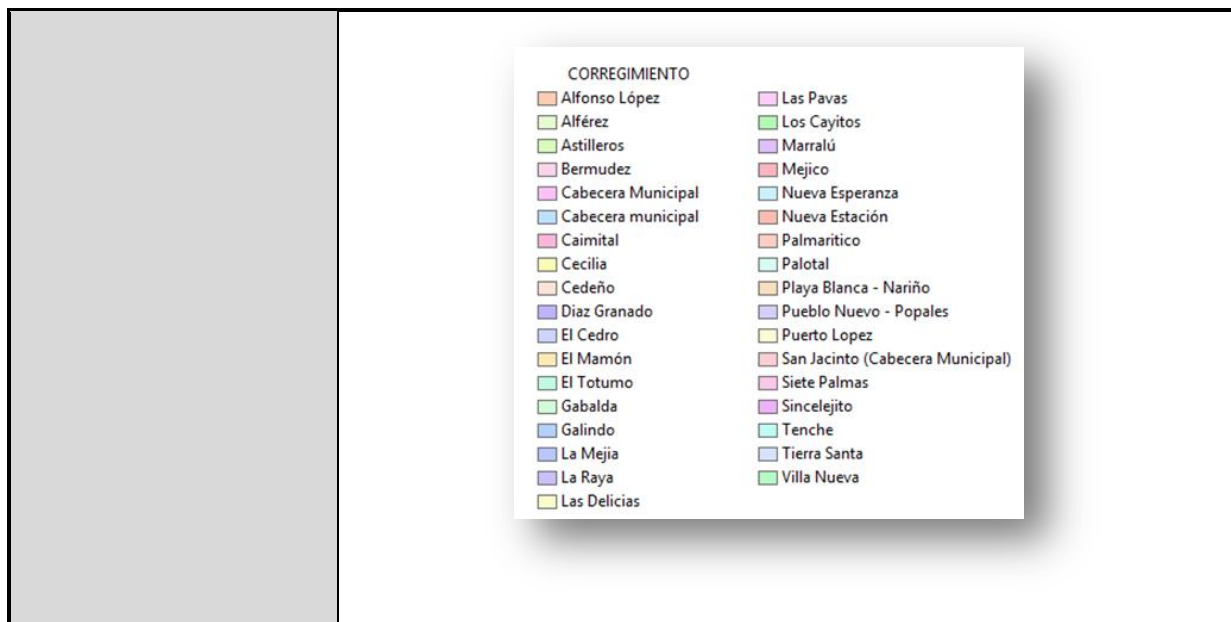 CORREGIMIENTO
Alfonso López
Alférez
Astilleros
Bermudez
Cabecera Municipal
Cabecera municipal
Caimital
Cecilia
Cedeño
Diaz Granado
El Cedro
El Mamón
El Totumo
Gabalda
Galindo
La Mejia
La Raya
Las Delicias
Las Pavas
Los Cayitos
Marralú
Mejico
Nueva Esperanza
Nueva Estación
Palmaritico
Palotal
Playa Blanca - Nariño
Pueblo Nuevo - Popales
Puerto Lopez
San Jacinto (Cabecera Municipal)
Siete Palmas
Sincelejito
Tenche
Tierra Santa
Villa Nueva